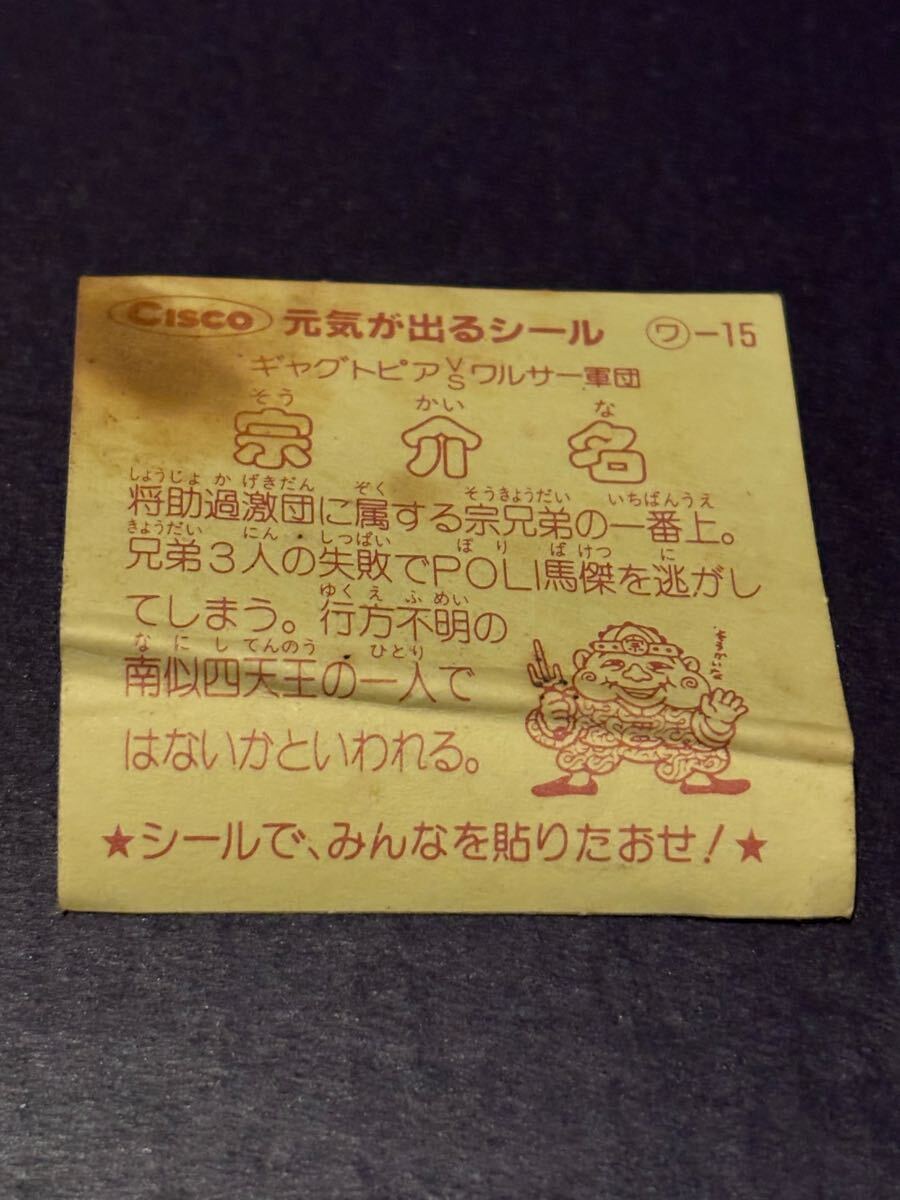 CISCO 元気が出るシール ㋻-15
ギャグトピアVSワルサー軍団
そう かい な
宗介名
しょうじょ か げきだん ぞく そうきょうだい いちばんうえ
将助過激団に属する宗兄弟の一番上。
きょうだい にん しっぱい ぽり ばけつ に
兄弟3人の失敗でPOLI馬傑を逃がし
ゆくえ ふめい
てしまう。行方不明の
なに し てんのう ひとり
南似四天王の一人で
はないかといわれる。
宗
★シールで、みんなを貼りたおせ!★